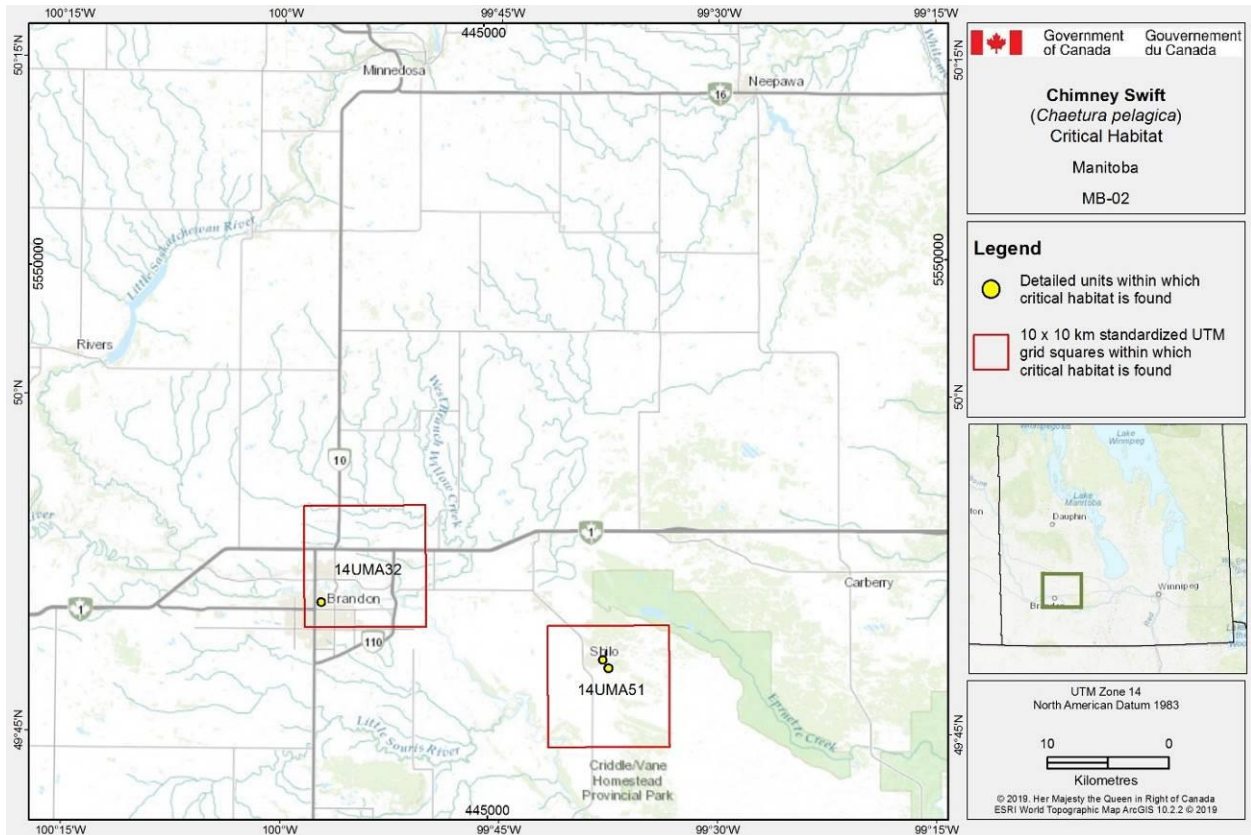 100°15'W
100°W
99°45'W
99°30'W
99°15'W
445000
50°15'N
50°15'N
Minnedosa
Neepawa
16
Little Saskatchewan River
5550000
5550000
Rivers
50°N
50°N
West Branch Willow Creek
10
1
14UMA32
Brandon
Carberry
1
110
Shilo
14UMA51
Epinette Creek
Little Souris River
49°45'N
49°45'N
Criddle/Vane
Homestead
Provincial Park
445000
100°15'W
100°W
99°45'W
99°30'W
99°15'W
Government
of Canada
Gouvernement
du Canada
Chimney Swift
(Chaetura pelagica)
Critical Habitat
Manitoba
MB-02
Legend
Detailed units within which
critical habitat is found
10 x 10 km standardized UTM
grid squares within which
critical habitat is found
Lake
Winnipeg
Lake
Manitoba
Dauphin
Winnipeg
Brandon
Red
UTM Zone 14
North American Datum 1983
10 0
Kilometres
© 2019. Her Majesty the Queen in Right of Canada
ESRI World Topographic Map ArcGIS 10.2.2 © 2019